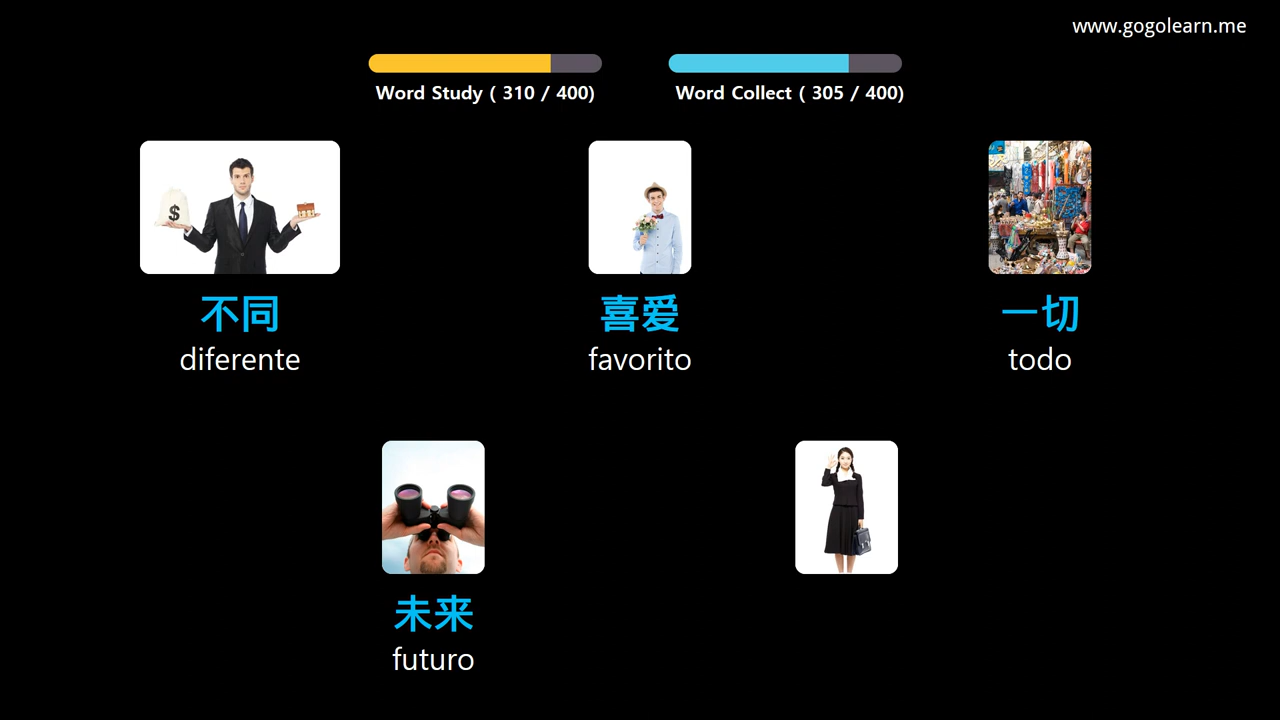 www.gogolearn.me
Word Study ( 310 / 400)
Word Collect ( 305 / 400)
$
不同
diferente
喜爱
favorito
一切
todo
未来
futuro